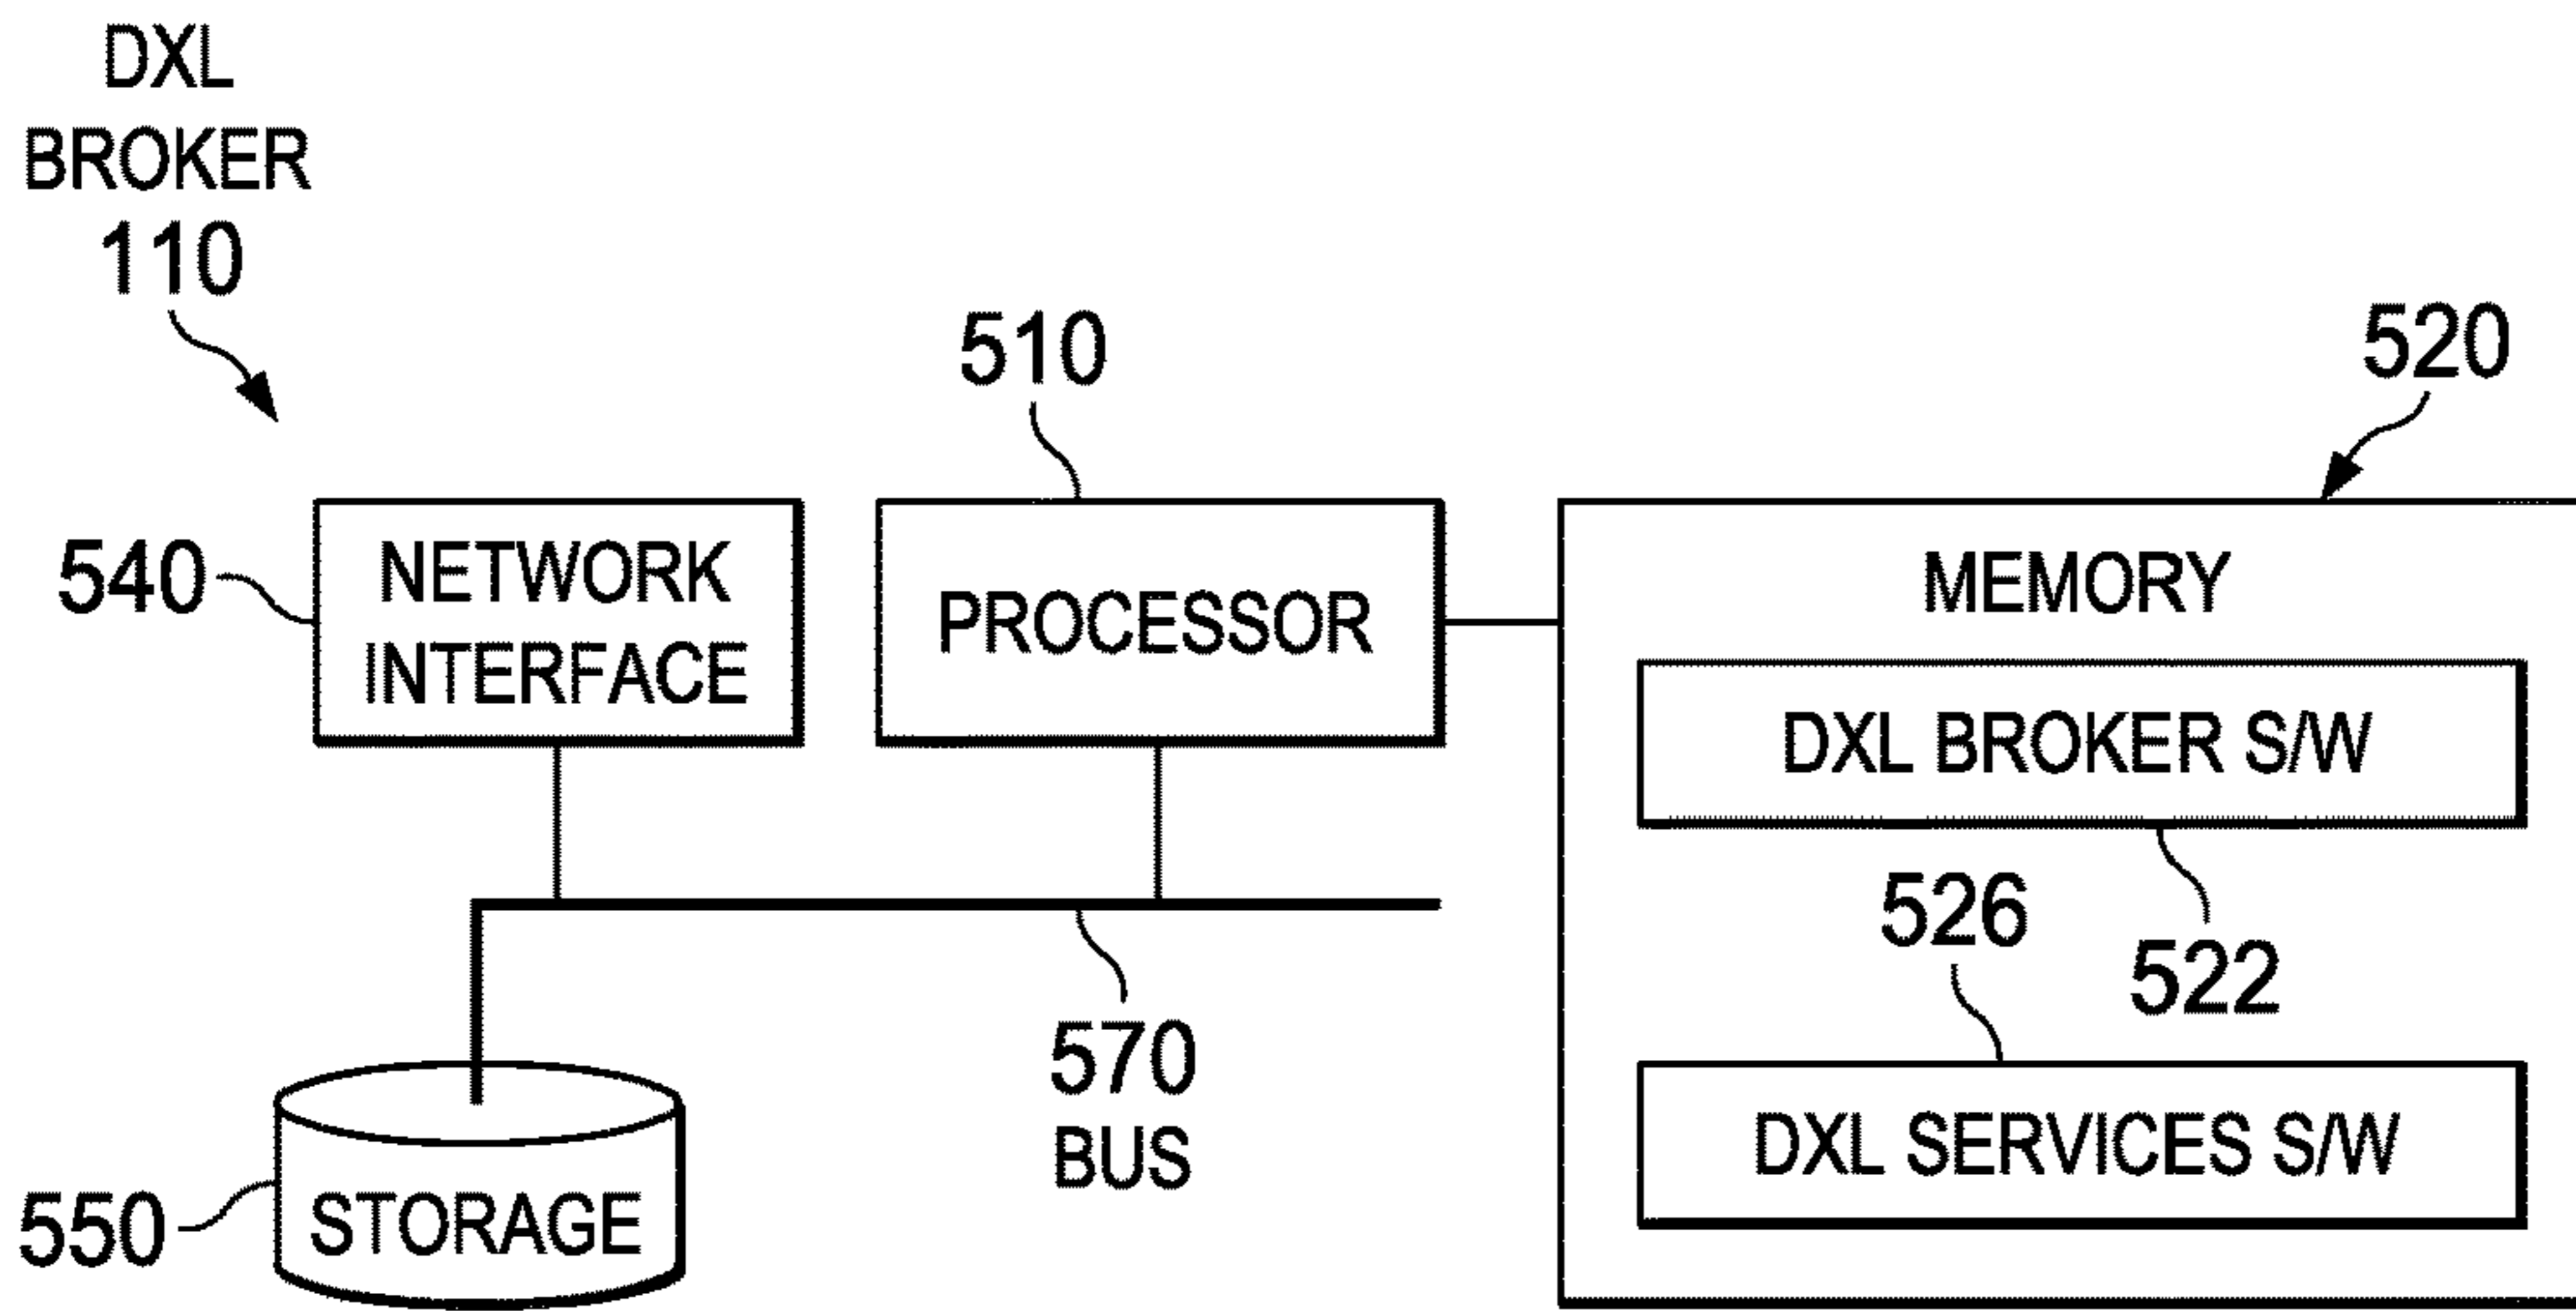 DXL
BROKER
110
510
520
540
NETWORK
INTERFACE
PROCESSOR
MEMORY
DXL BROKER S/W
526
522
570
BUS
DXL SERVICES S/W
550
STORAGE